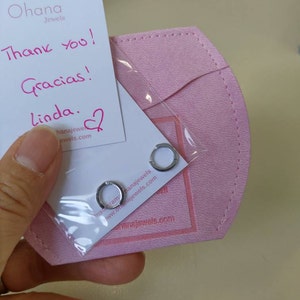 Ohana
Jewels
Thank you!
Gracias!
Linda.